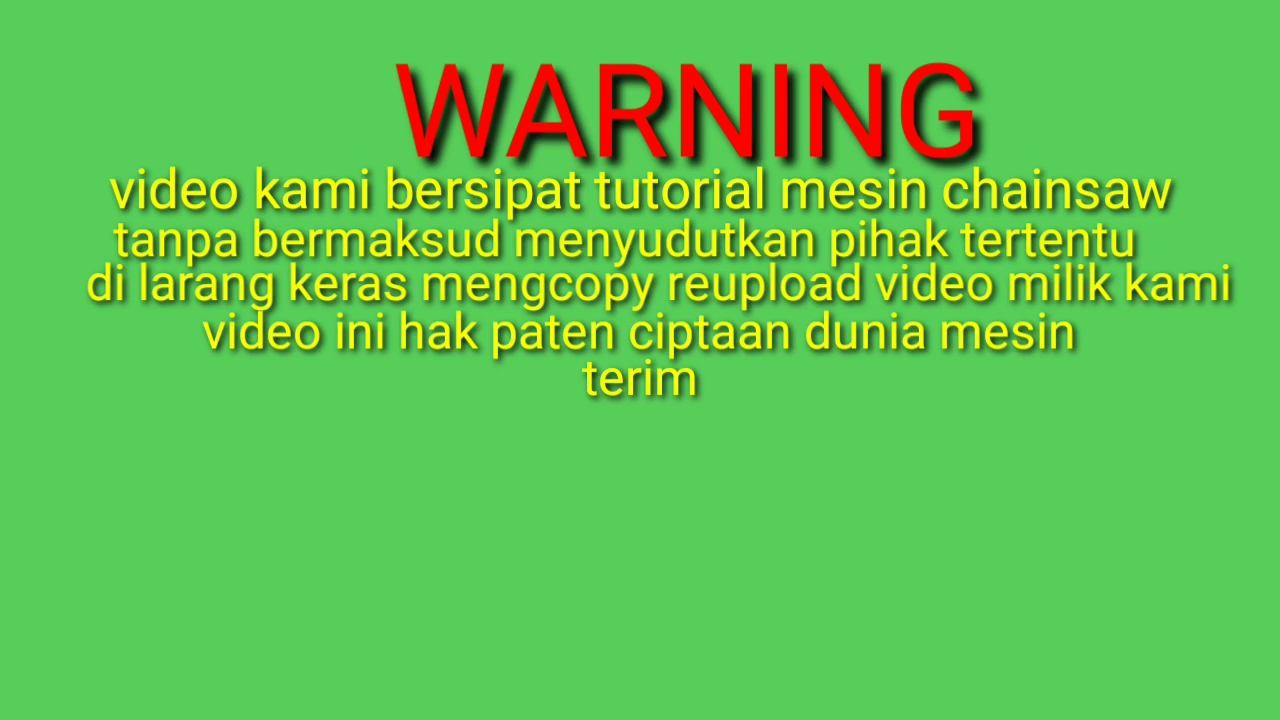 WARNING
video kami bersipat tutorial mesin chainsaw
tanpa bermaksud menyudutkan pihak tertentu
di larang keras mengcopy reupload video milik kami
video ini hak paten ciptaan dunia mesin
terim